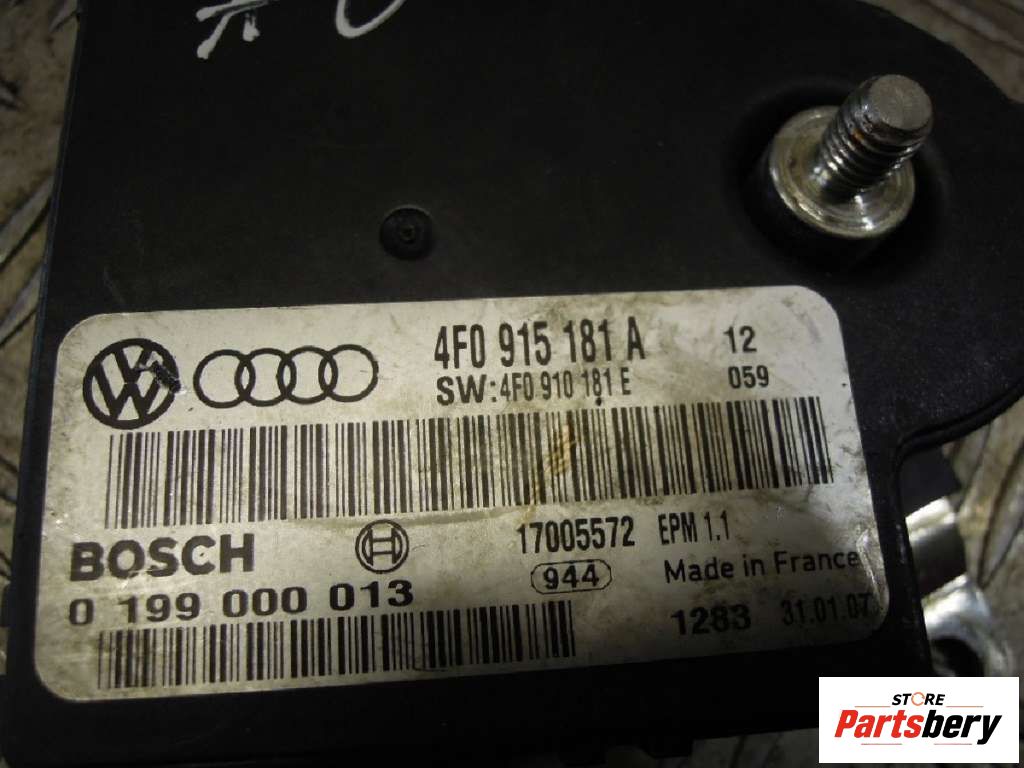 4F0 915 181 A 12
SW:4F0 910 181 E 059
17005572 EPM 1.1
BOSCH
944 Made in France
0 199 000 013
1283 31.01.07
STORE
Partsbery